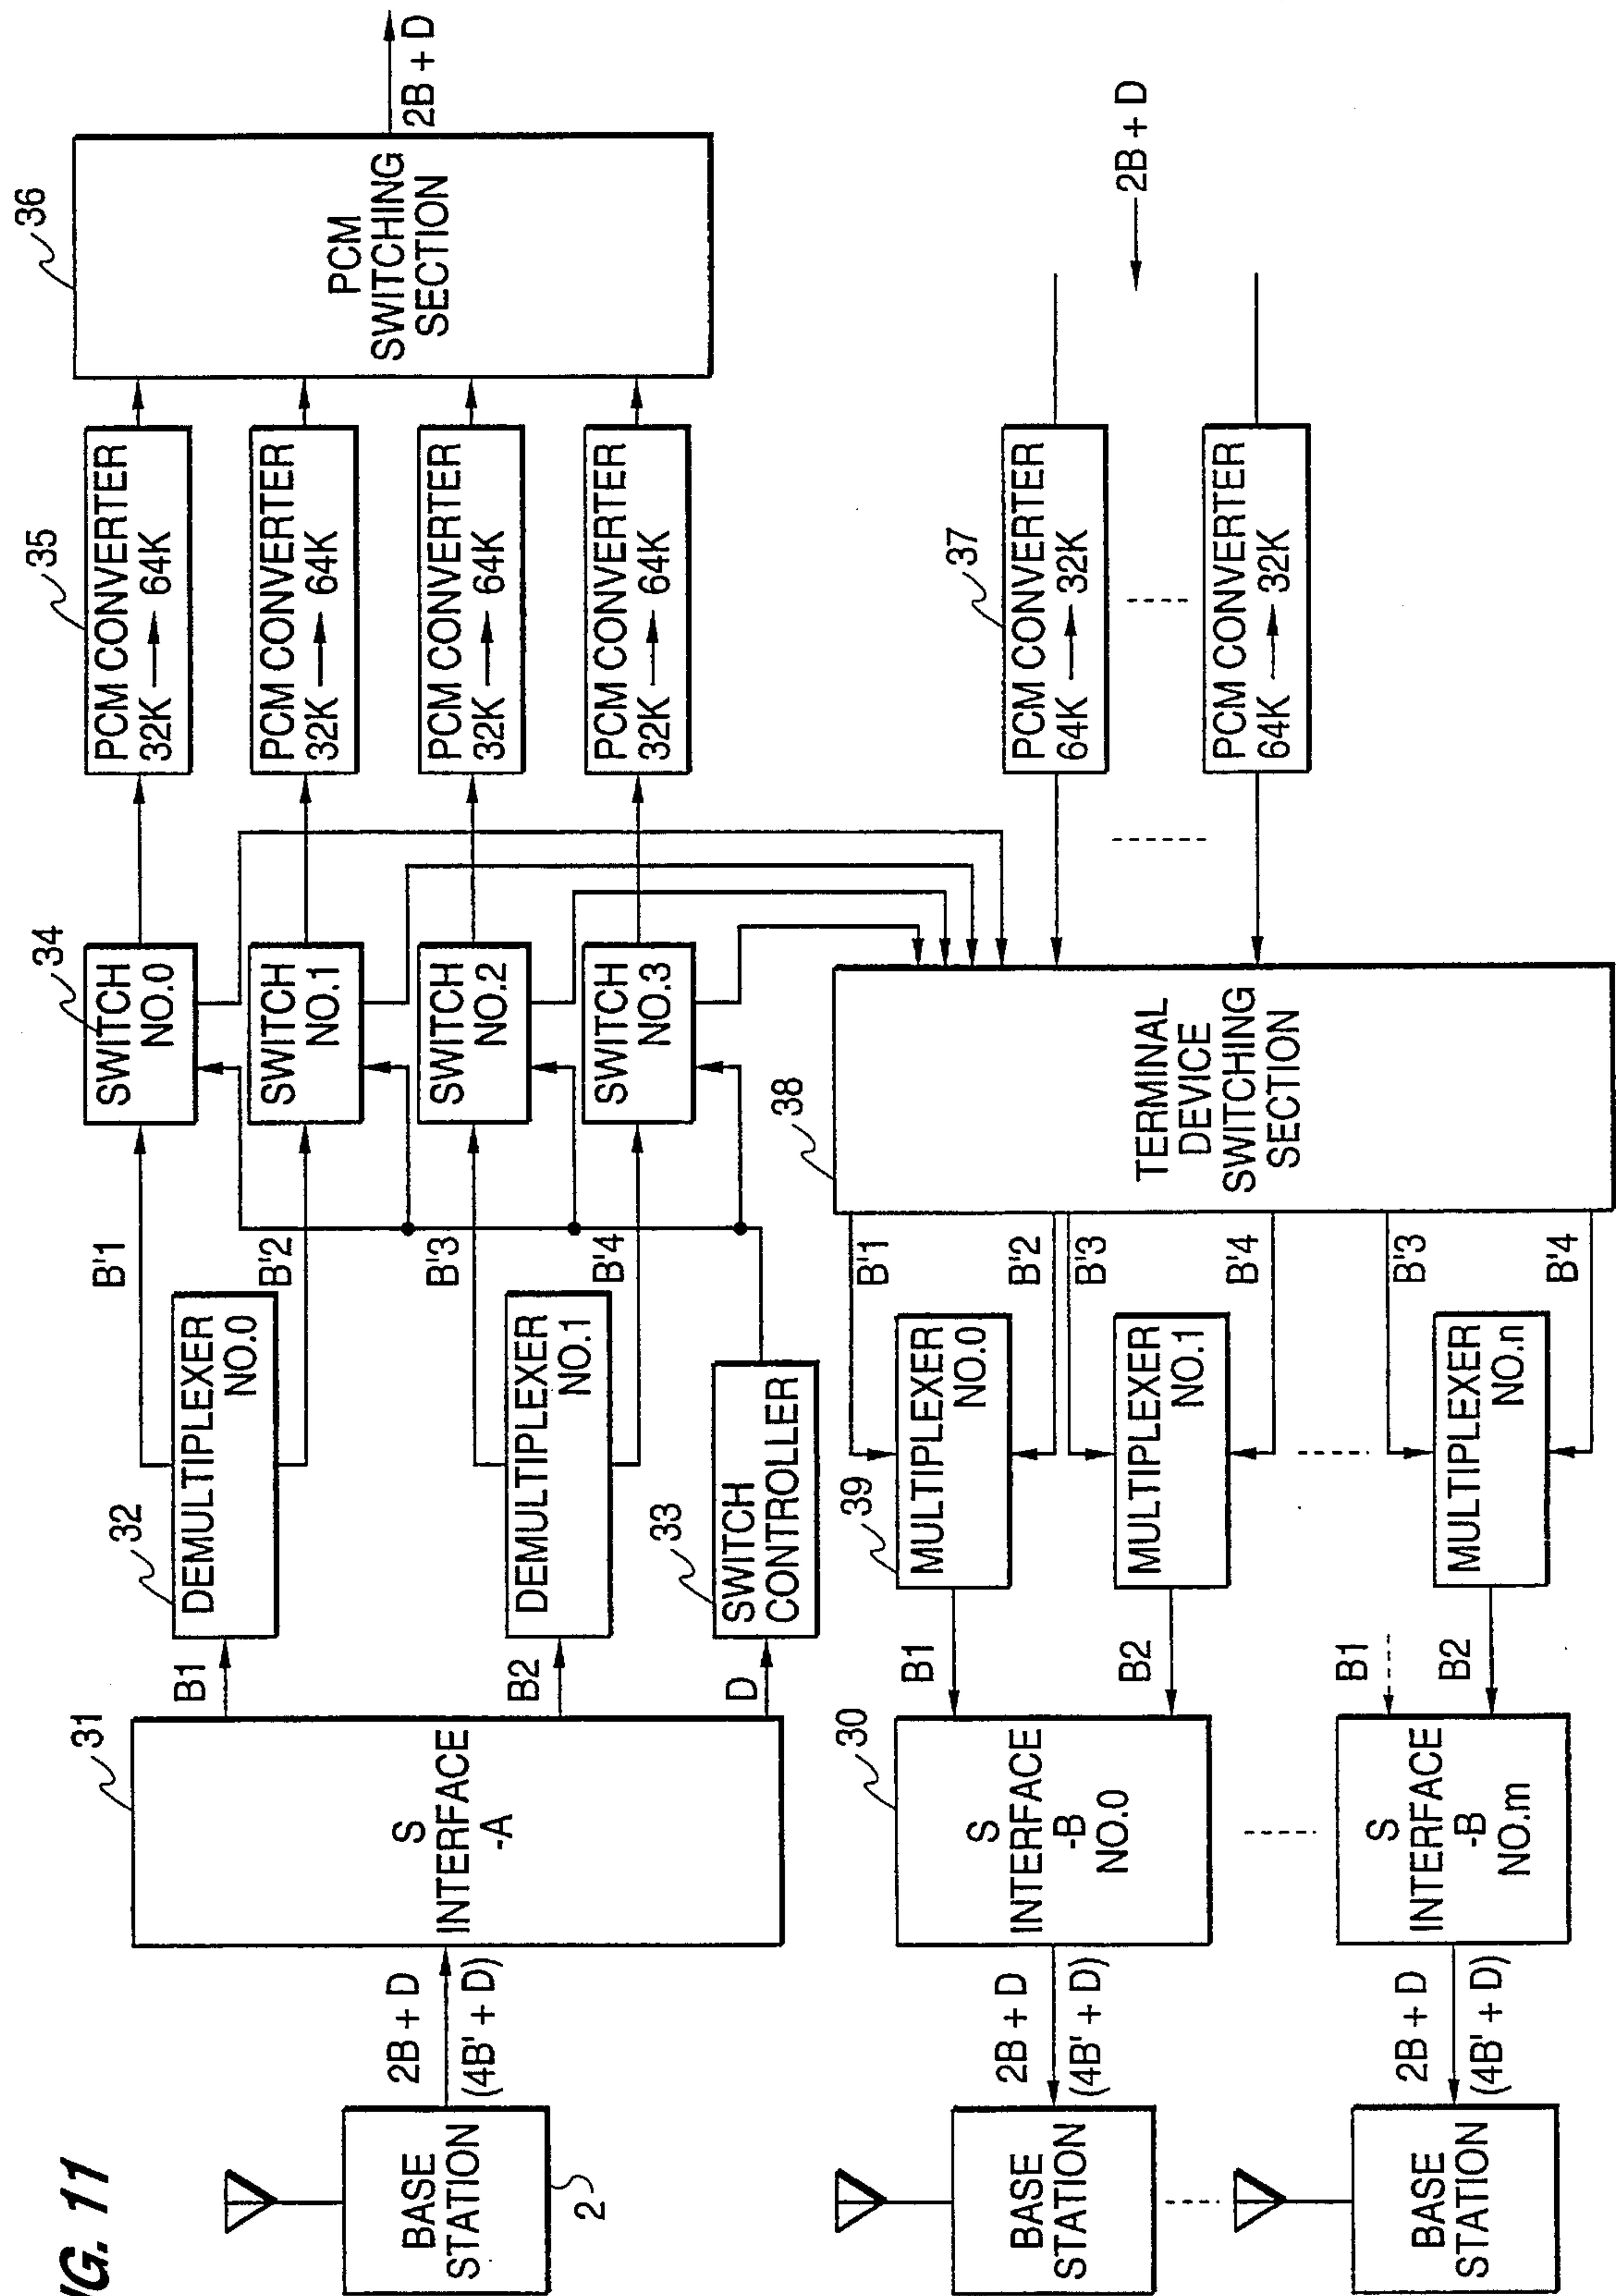 NG. 11
BASE
STATION
2
2B + D
(4B' + D)
31
S
INTERFACE
-A
B1
B2
D
32
DEMULTIPLEXER
NO.0
DEMULTIPLEXER
NO.1
33
SWITCH
CONTROLLER
B'1
B'2
B'3
B'4
34
SWITCH
NO.0
SWITCH
NO.1
SWITCH
NO.2
SWITCH
NO.3
35
PCM CONVERTER
32K → 64K
PCM CONVERTER
32K → 64K
PCM CONVERTER
32K → 64K
PCM CONVERTER
32K → 64K
36
PCM
SWITCHING
SECTION
2B + D
BASE
STATION
2B + D
(4B' + D)
30
S
INTERFACE
-B
NO.0
B1
B2
39
MULTIPLEXER
NO.0
MULTIPLEXER
NO.1
B'1
B'2
B'3
B'4
38
TERMINAL
DEVICE
SWITCHING
SECTION
37
PCM CONVERTER
64K → 32K
PCM CONVERTER
64K → 32K
2B + D
BASE
STATION
2B + D
(4B' + D)
S
INTERFACE
-B
NO.m
B1
B2
MULTIPLEXER
NO.n
B'3
B'4